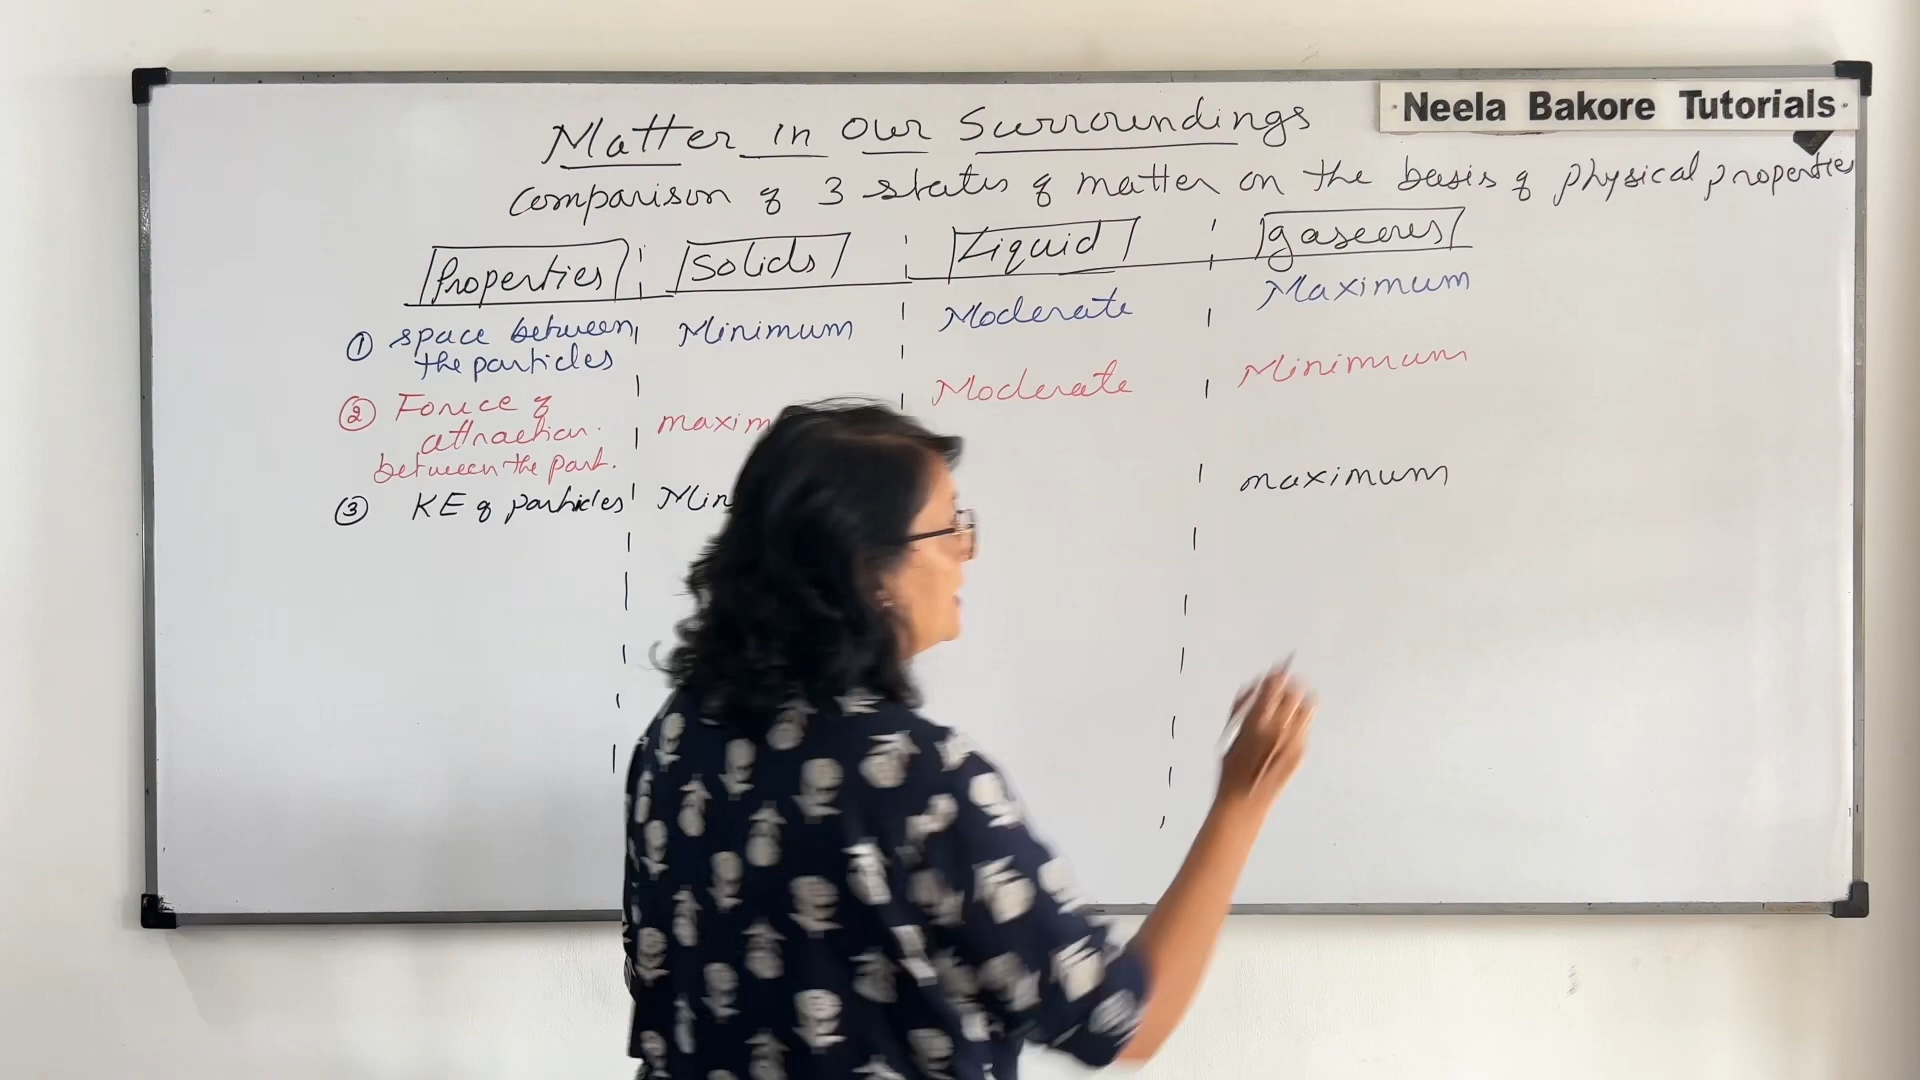 Neela Bakore Tutorials
Matter in Our Surroundings
Comparison of 3 states of matter on the basis of physical properties
Properties Solids Liquid gaseous
① space between the particles Minimum Moderate Maximum
② Force of attraction between the part. maxim Moderate Minimum
③ KE of particles Min maximum